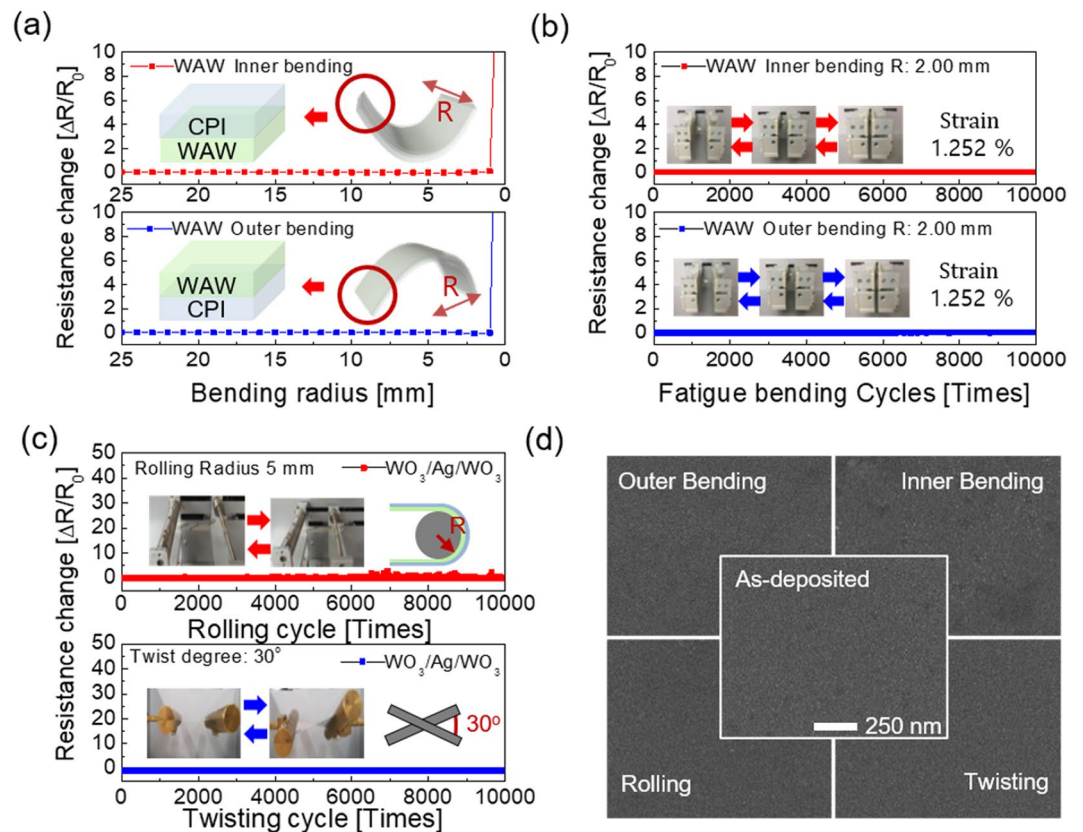 (a)
Resistance change [ΔR/R₀]
10
8
6
4
2
0
WAW Inner bending
CPI
WAW
R
25 20 15 10 5 0
10
8
6
4
2
0
WAW Outer bending
WAW
CPI
R
25 20 15 10 5 0
Bending radius [mm]
(b)
Resistance change [ΔR/R₀]
10
8
6
4
2
0
WAW Inner bending R: 2.00 mm
Strain
1.252 %
0 2000 4000 6000 8000 10000
10
8
6
4
2
0
WAW Outer bending R: 2.00 mm
Strain
1.252 %
0 2000 4000 6000 8000 10000
Fatigue bending Cycles [Times]
(c)
Resistance change [ΔR/R₀]
50
40
30
20
10
0
Rolling Radius 5 mm
WO₃/Ag/WO₃
R
0 2000 4000 6000 8000 10000
Rolling cycle [Times]
50
40
30
20
10
0
Twist degree: 30°
WO₃/Ag/WO₃
30°
0 2000 4000 6000 8000 10000
Twisting cycle [Times]
(d)
Outer Bending
Inner Bending
As-deposited
250 nm
Rolling
Twisting